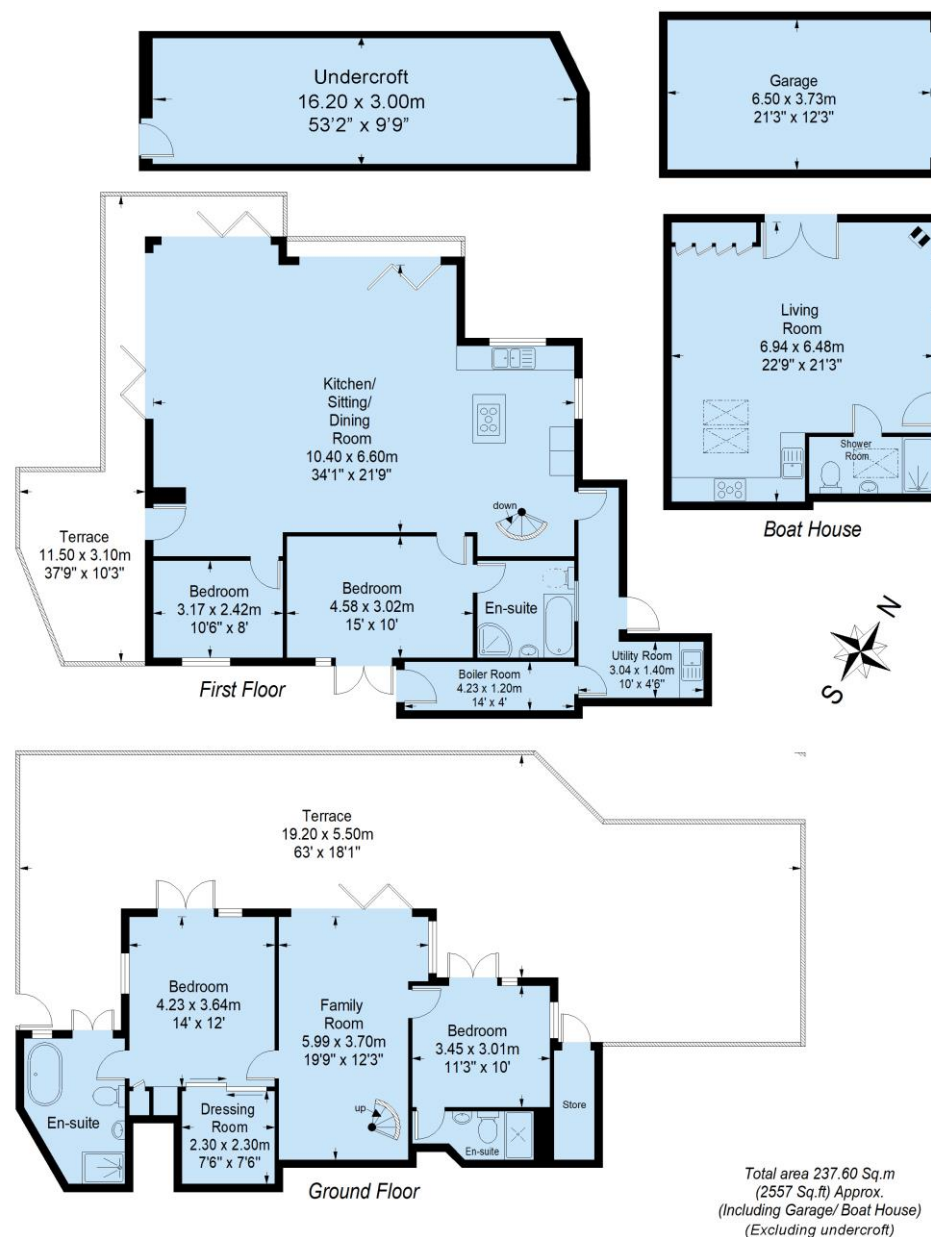 Undercroft
16.20 x 3.00m
53'2" x 9'9"
Garage
6.50 x 3.73m
21'3" x 12'3"
Living
Room
6.94 x 6.48m
22'9" x 21'3"
Shower
Room
Boat House
Kitchen/
Sitting/
Dining
Room
10.40 x 6.60m
34'1" x 21'9"
down
Terrace
11.50 x 3.10m
37'9" x 10'3"
Bedroom
3.17 x 2.42m
10'6" x 8'
Bedroom
4.58 x 3.02m
15' x 10'
En-suite
Utility Room
3.04 x 1.40m
10' x 4'6"
Boiler Room
4.23 x 1.20m
14' x 4'
First Floor
N
S
Terrace
19.20 x 5.50m
63' x 18'1"
Bedroom
4.23 x 3.64m
14' x 12'
Family
Room
5.99 x 3.70m
19'9" x 12'3"
Bedroom
3.45 x 3.01m
11'3" x 10'
En-suite
Dressing
Room
2.30 x 2.30m
7'6" x 7'6"
up
En-suite
Store
Ground Floor
Total area 237.60 Sq.m
(2557 Sq.ft) Approx.
(Including Garage/ Boat House)
(Excluding undercroft)